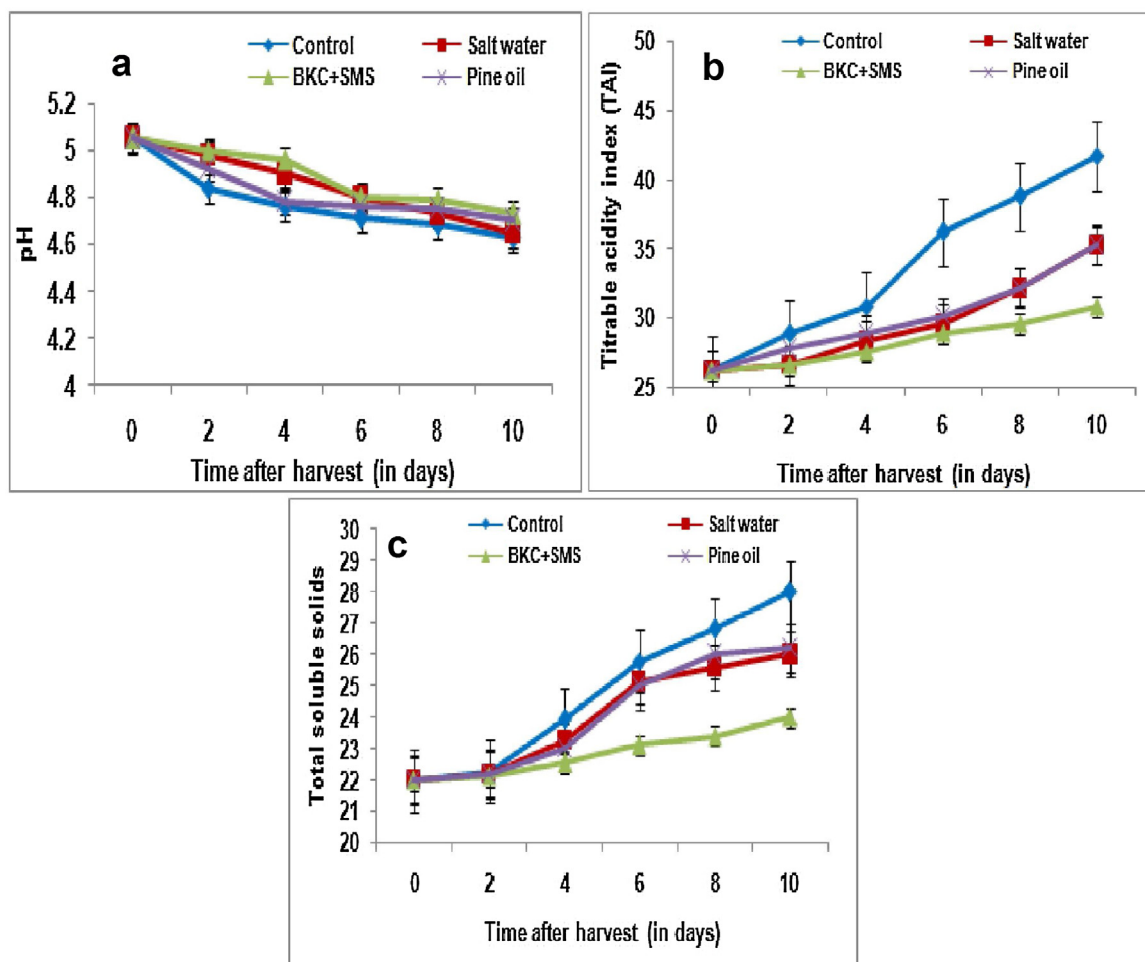 a
Control
Salt water
BKC+SMS
Pine oil
5.2
5
4.8
4.6
4.4
4.2
4
pH
0 2 4 6 8 10
Time after harvest (in days)
b
Control
Salt water
BKC+SMS
Pine oil
50
45
40
35
30
25
Titrable acidity index (TAI)
0 2 4 6 8 10
Time after harvest (in days)
c
Control
Salt water
BKC+SMS
Pine oil
30
29
28
27
26
25
24
23
22
21
20
Total soluble solids
0 2 4 6 8 10
Time after harvest (in days)